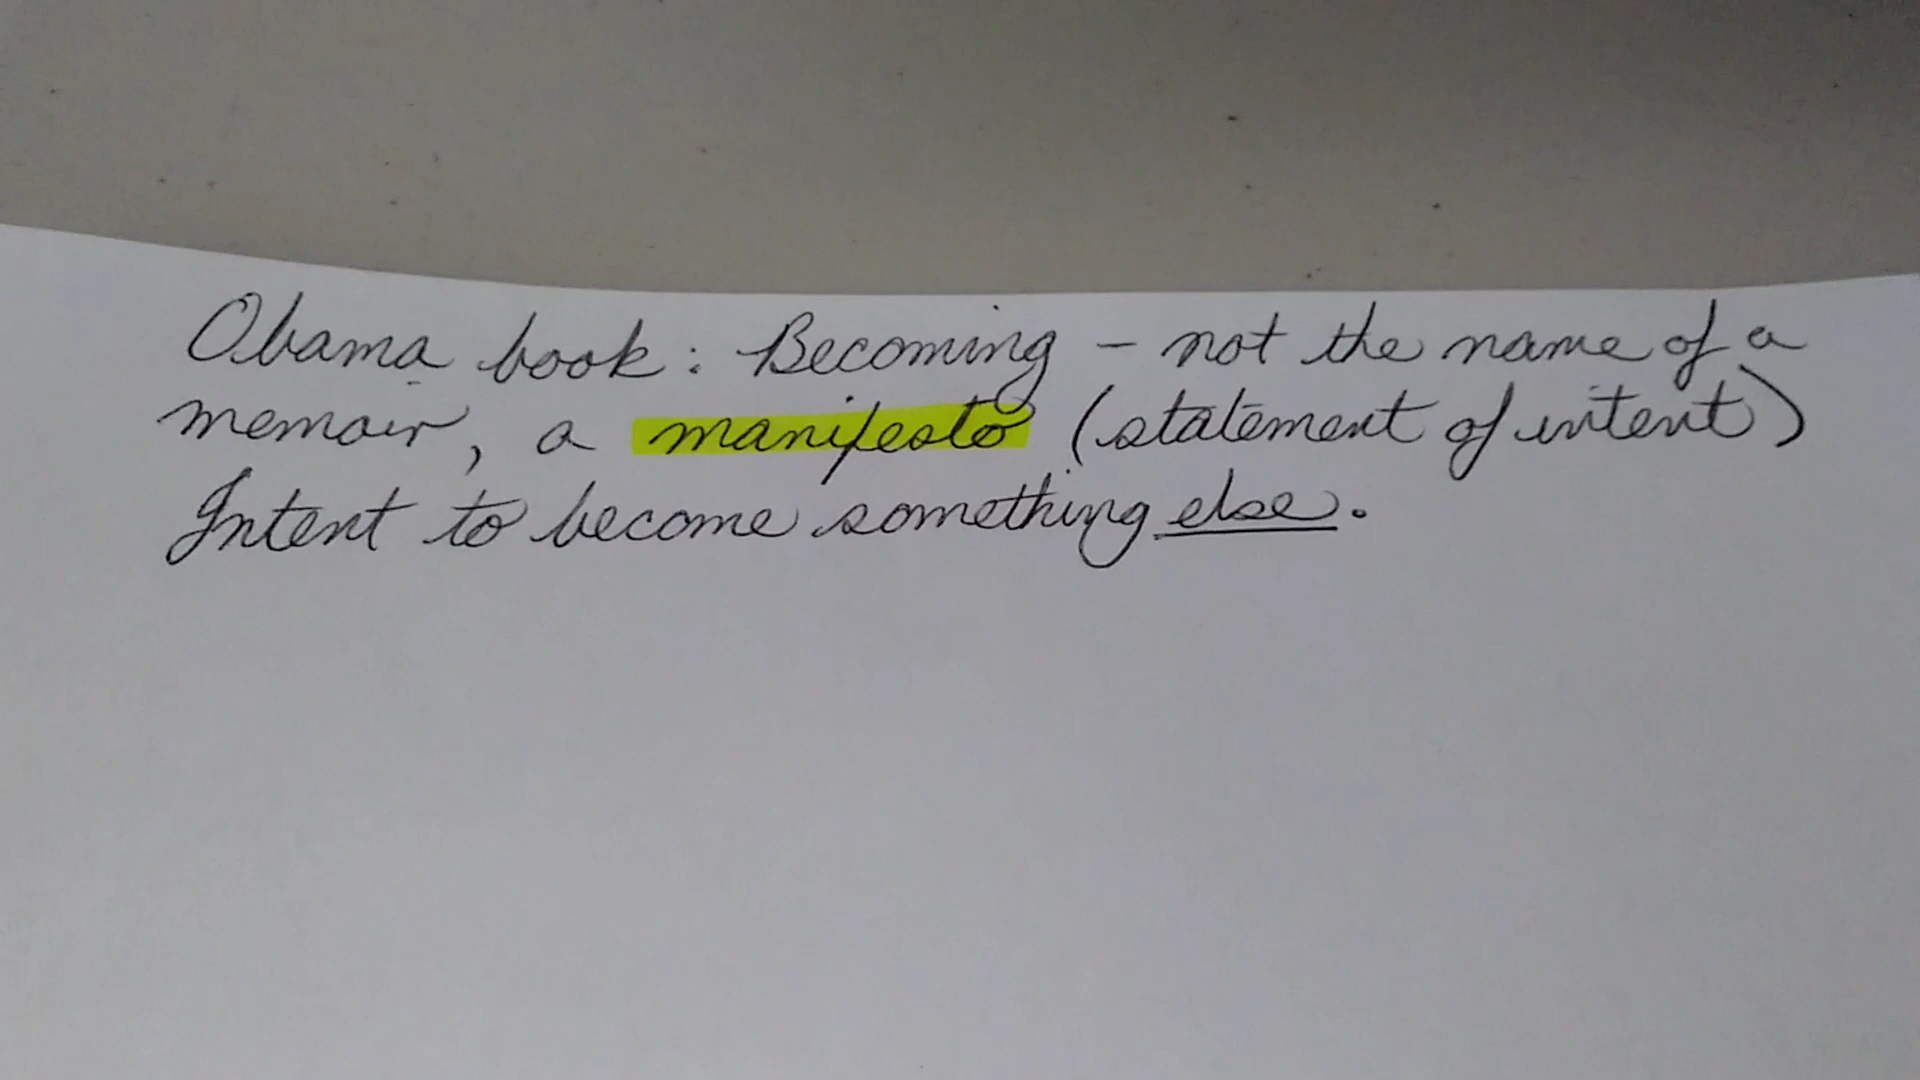 Obama book: Becoming - not the name of a
memoir, a manifesto (statement of intent)
Intent to become something else.